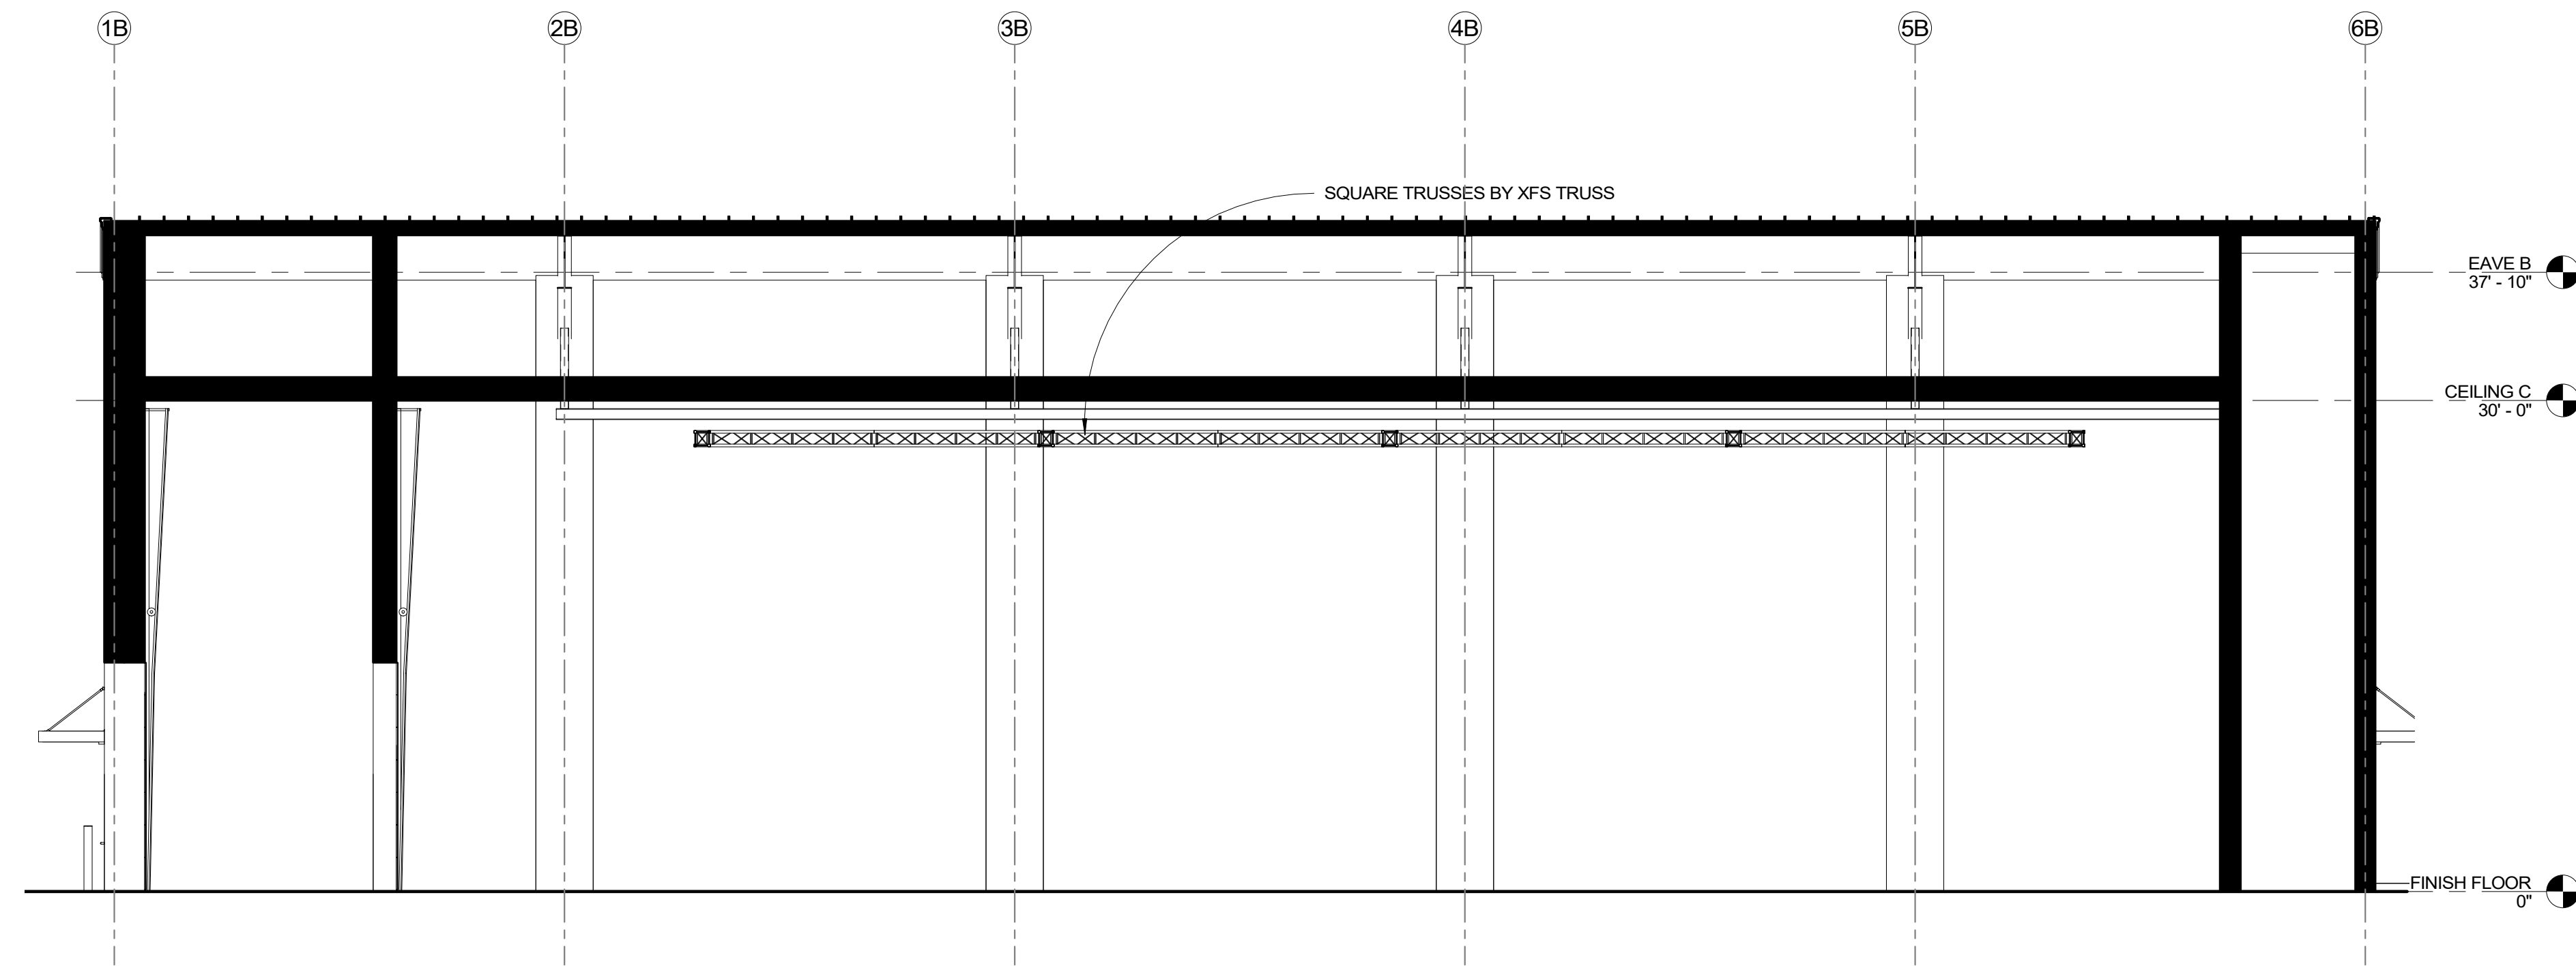 1B
2B
3B
4B
5B
6B
SQUARE TRUSSES BY XFS TRUSS
EAVE B
37' - 10"
CEILING C
30' - 0"
FINISH FLOOR
0"